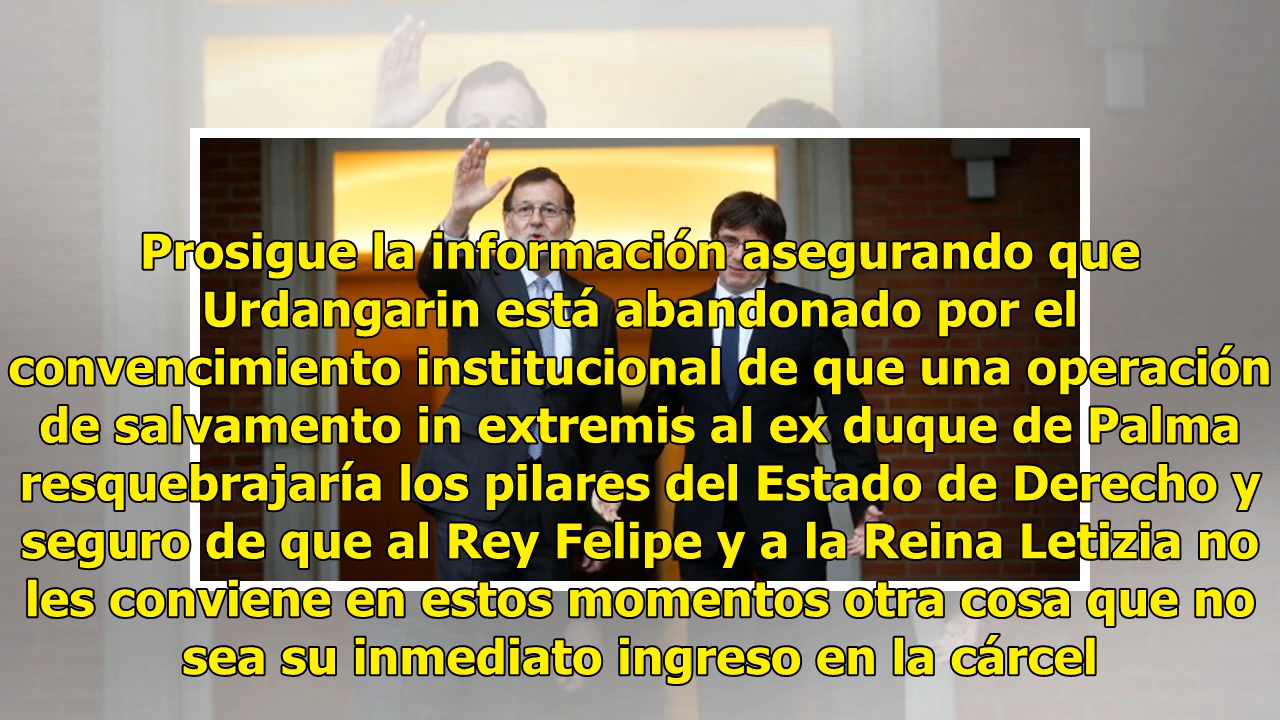 Prosigue la información asegurando que
Urdangarin está abandonado por el
convencimiento institucional de que una operación
de salvamento in extremis al ex duque de Palma
resquebrajaría los pilares del Estado de Derecho y
seguro de que al Rey Felipe y a la Reina Letizia no
les conviene en estos momentos otra cosa que no
sea su inmediato ingreso en la cárcel